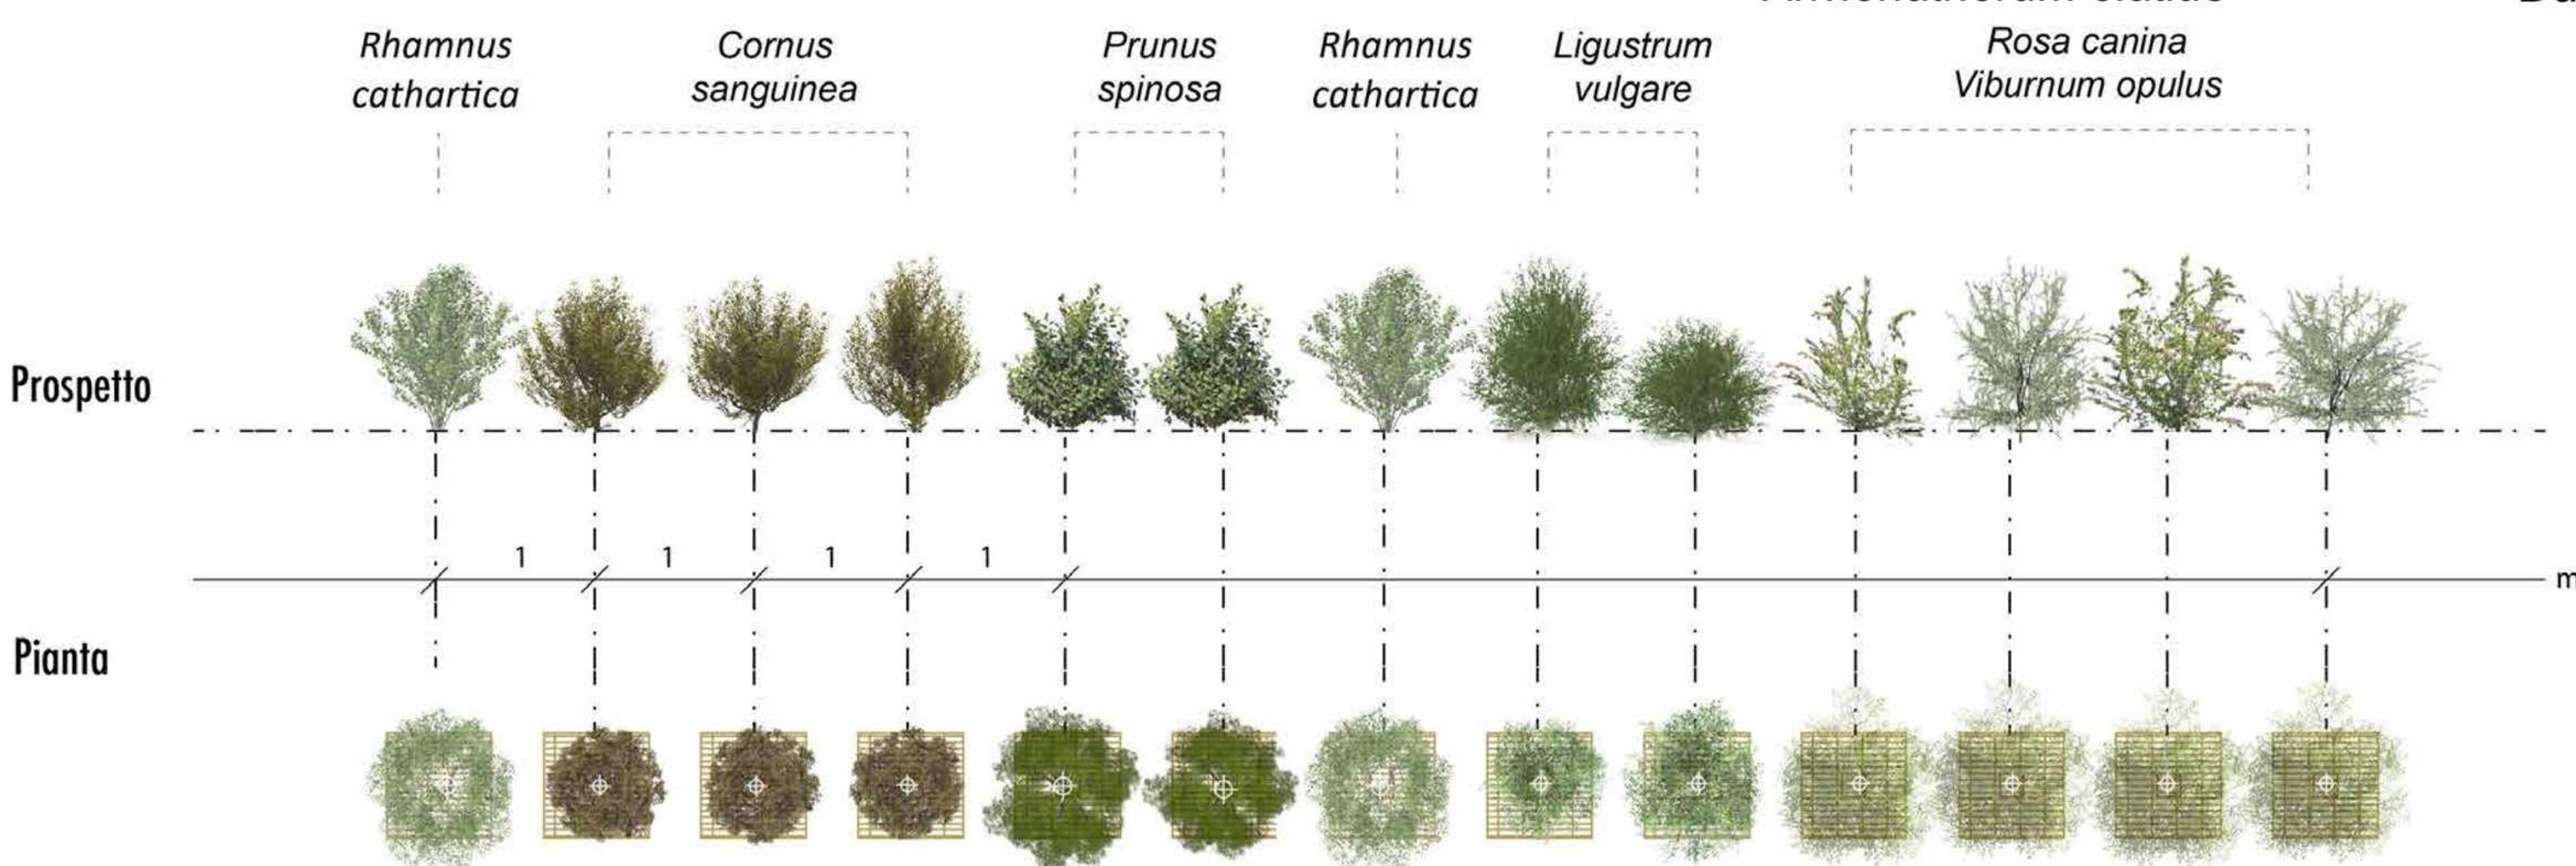 Rhamnus
cathartica
Cornus
sanguinea
Prunus
spinosa
Rhamnus
cathartica
Ligustrum
vulgare
Rosa canina
Viburnum opulus
Prospetto
1 1 1 1
m
Pianta